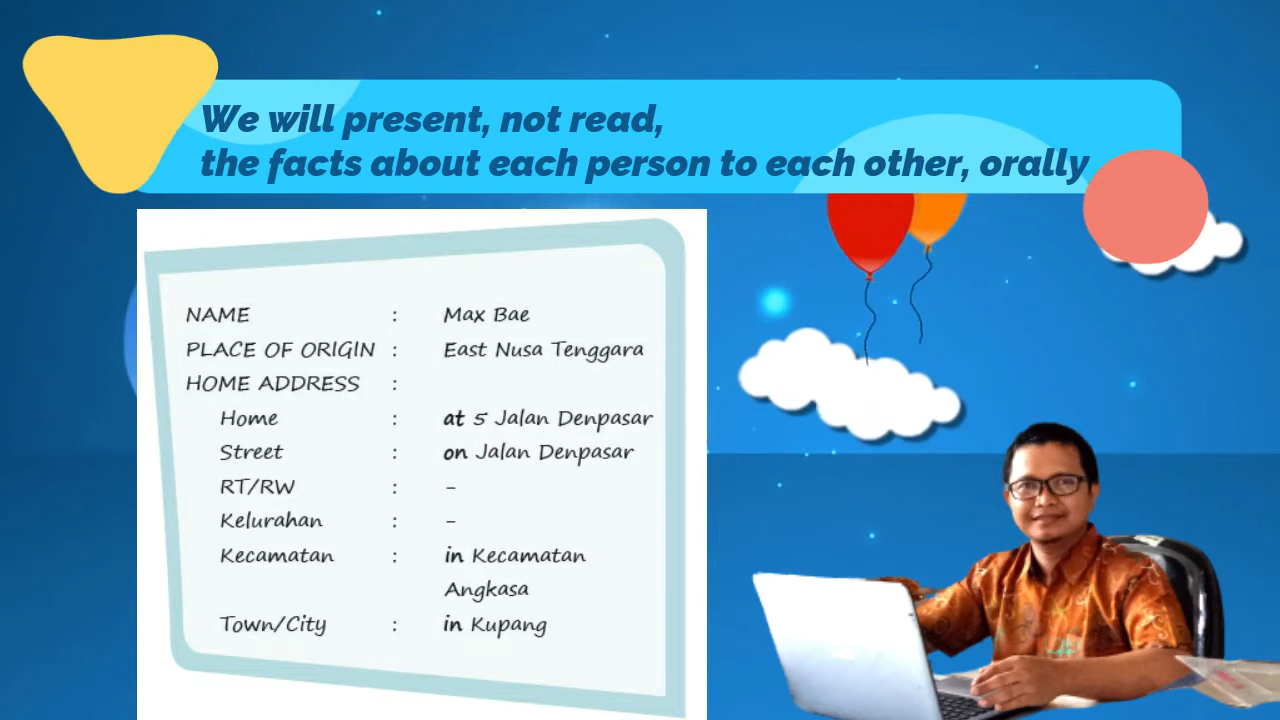 We will present, not read,
the facts about each person to each other, orally
NAME : Max Bae
PLACE OF ORIGIN : East Nusa Tenggara
HOME ADDRESS :
Home : at 5 Jalan Denpasar
Street : on Jalan Denpasar
RT/RW : -
Kelurahan : -
Kecamatan : in Kecamatan
Angkasa
Town/City : in Kupang